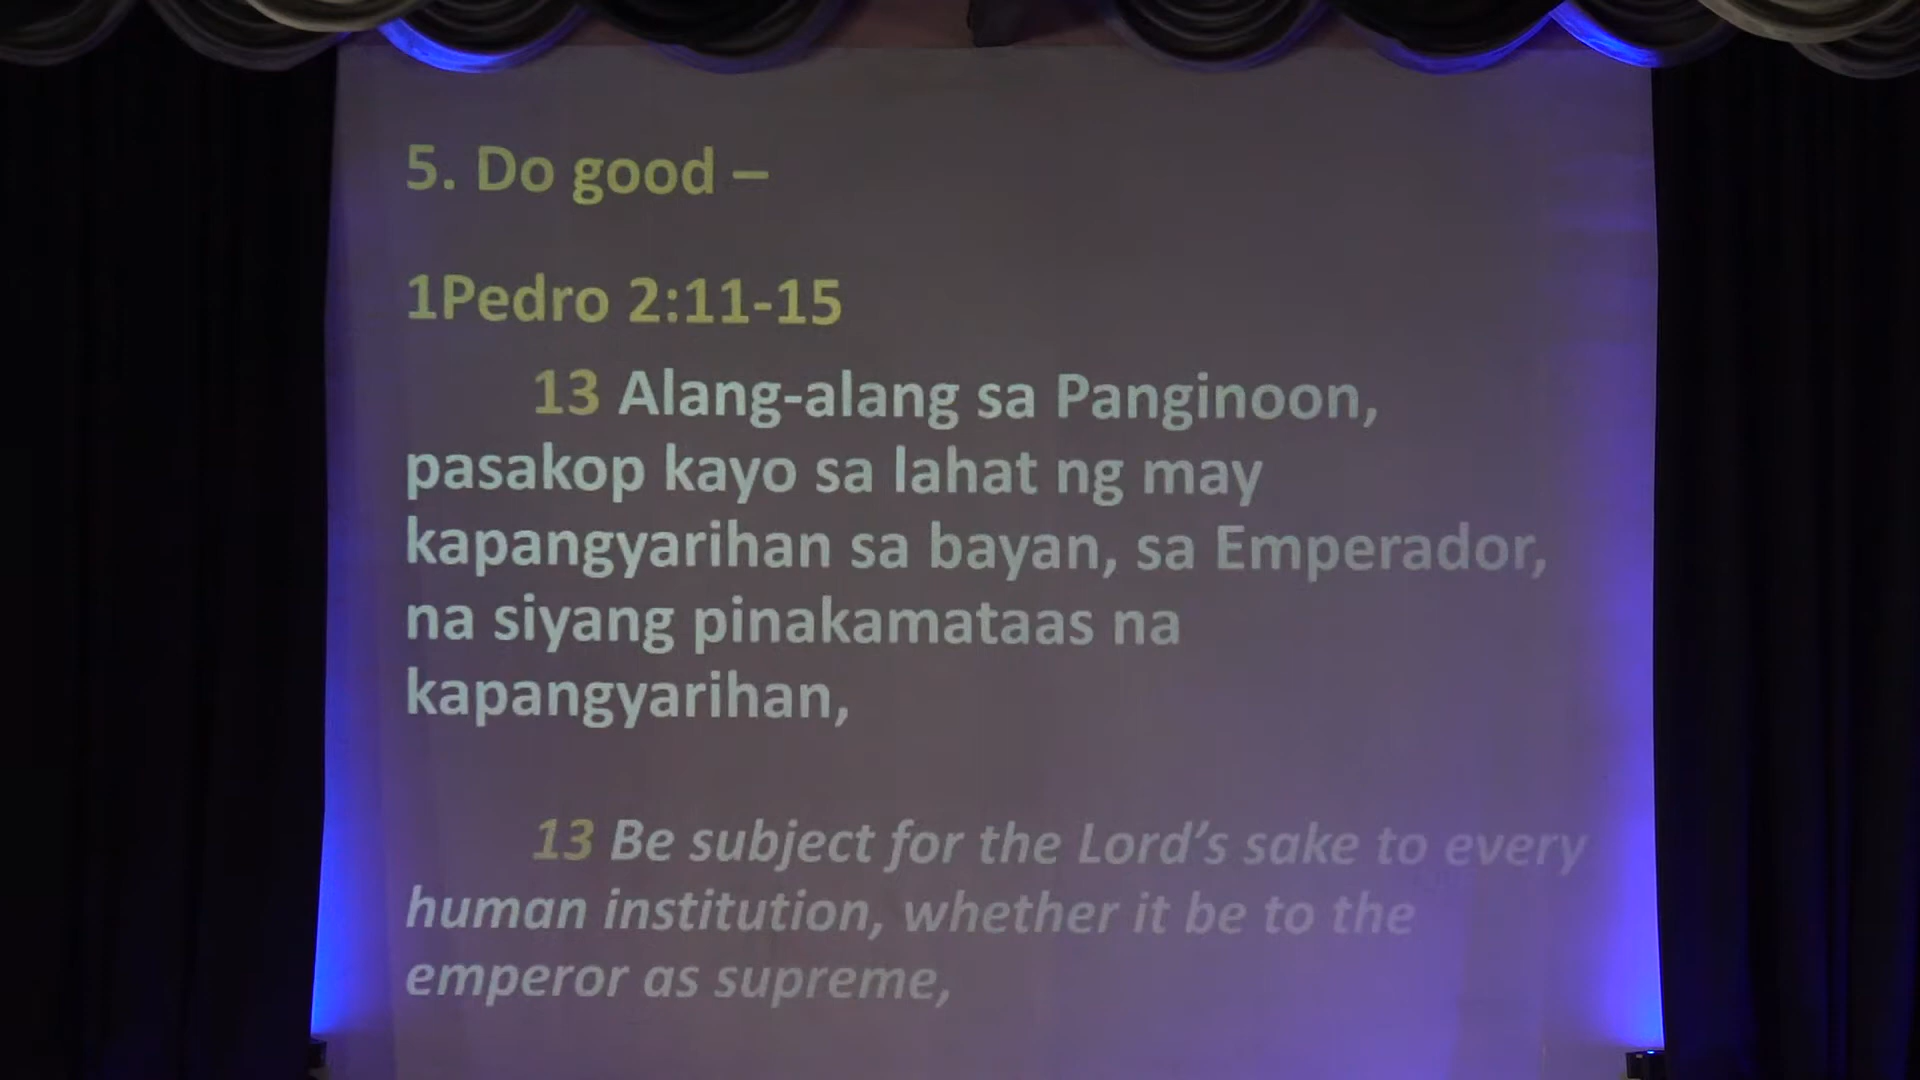 5. Do good –
1Pedro 2:11-15
13 Alang-alang sa Panginoon,
pasakop kayo sa lahat ng may
kapangyarihan sa bayan, sa Emperador,
na siyang pinakamataas na
kapangyarihan,
13 Be subject for the Lord’s sake to every
human institution, whether it be to the
emperor as supreme,